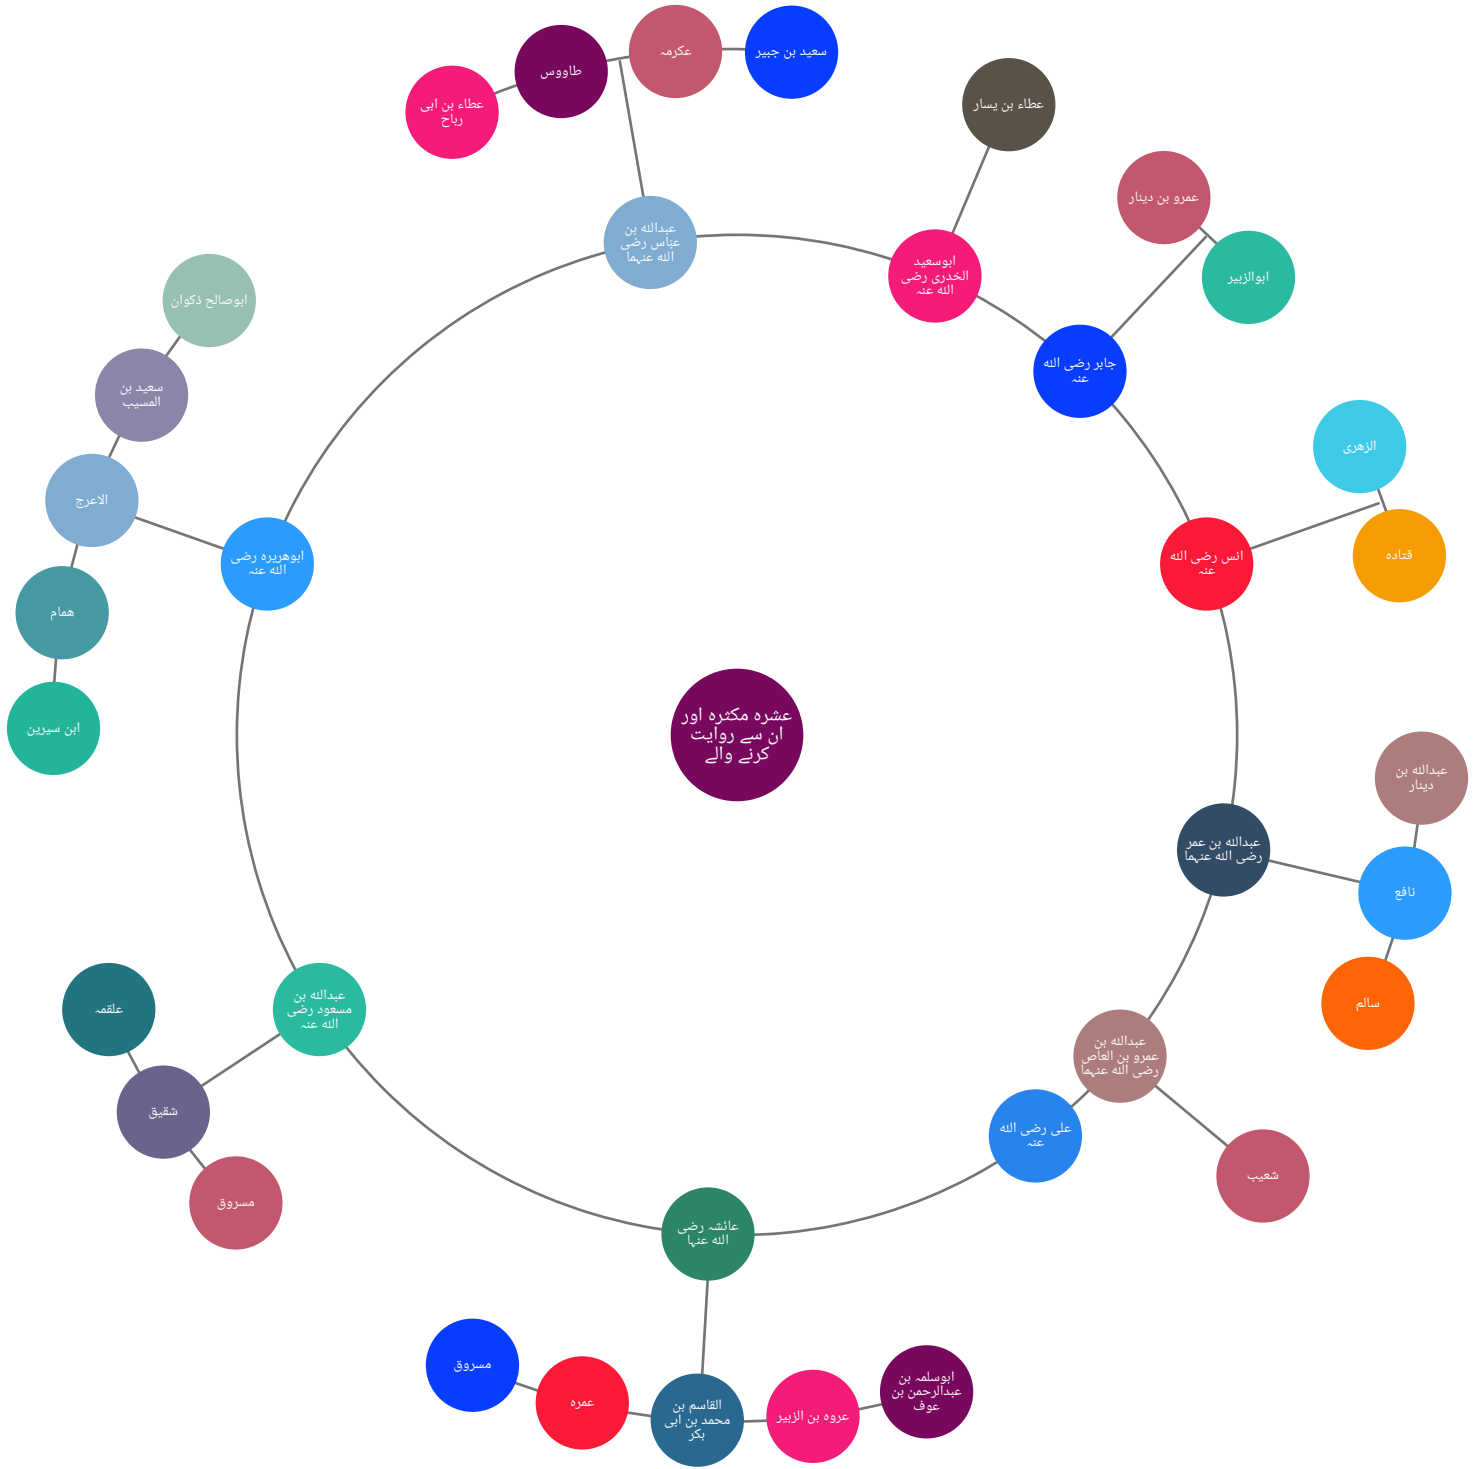 سعید بن جبیر
عکرمہ
طاووس
عطاء بن ابی
رباح
عطاء بن یسار
عمرو بن دینار
ابوالزبیر
عبداللہ بن
عباس رضی
اللہ عنہما
ابوسعید
الخدری رضی
اللہ عنہ
جابر رضی اللہ
عنہ
ابوصالح ذکوان
سعید بن
المسیب
الاعرج
ھمام
ابن سیرین
ابوھریرہ رضی
اللہ عنہ
الزھری
قتادہ
انس رضی اللہ
عنہ
عشرہ مکثرہ اور
ان سے روایت
کرنے والے
عبداللہ بن
دینار
نافع
سالم
عبداللہ بن عمر
رضی اللہ عنہما
عبداللہ بن
عمرو بن العاص
رضی اللہ عنہما
شعیب
علی رضی اللہ
عنہ
عبداللہ بن
مسعود رضی
اللہ عنہ
علقمہ
شقیق
مسروق
عائشہ رضی
اللہ عنہا
مسروق
عمرہ
القاسم بن
محمد بن ابی
بکر
عروہ بن الزبیر
ابوسلمہ بن
عبدالرحمن بن
عوف